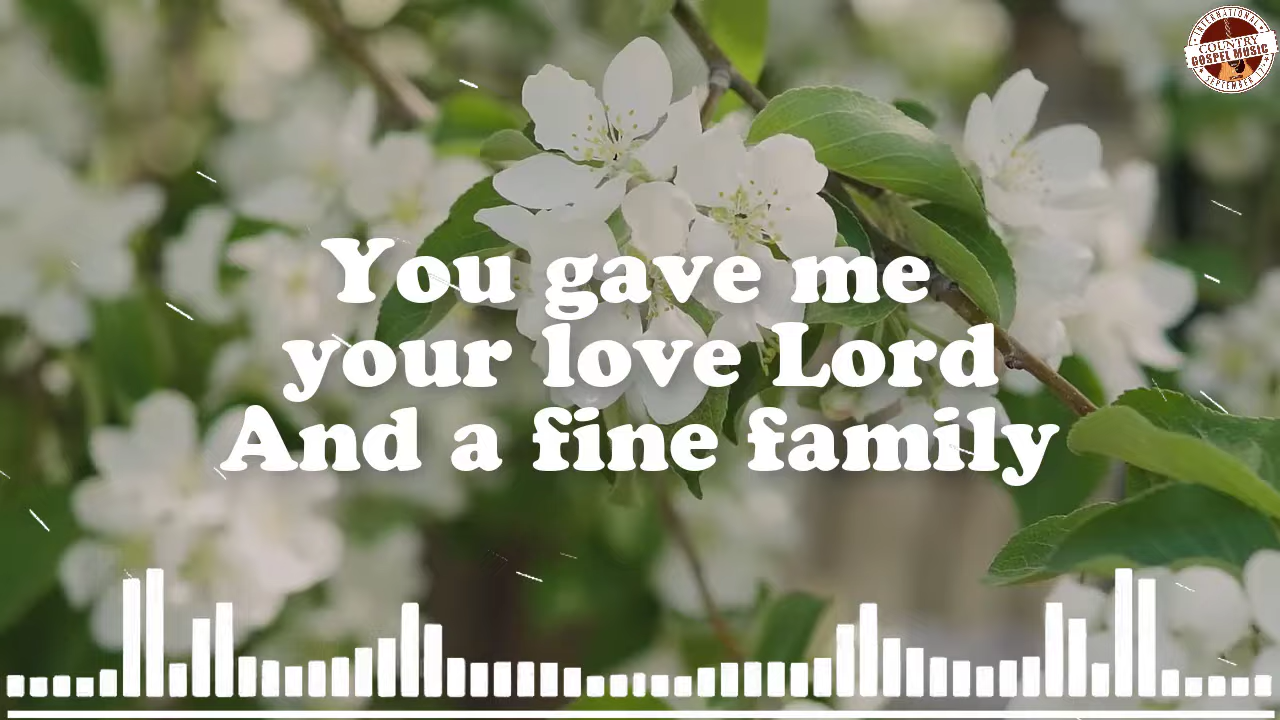 INTERNATIONAL
COUNTRY
GOSPEL MUSIC
You gave me
your love Lord
And a fine family